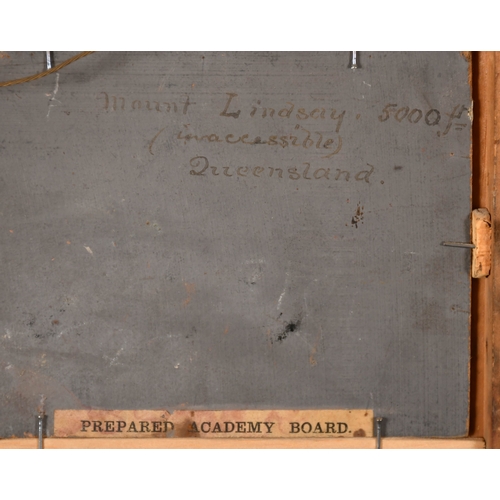 Mount Lindsay. 5000 ft
(inaccessible)
Queensland.
PREPARED ACADEMY BOARD.